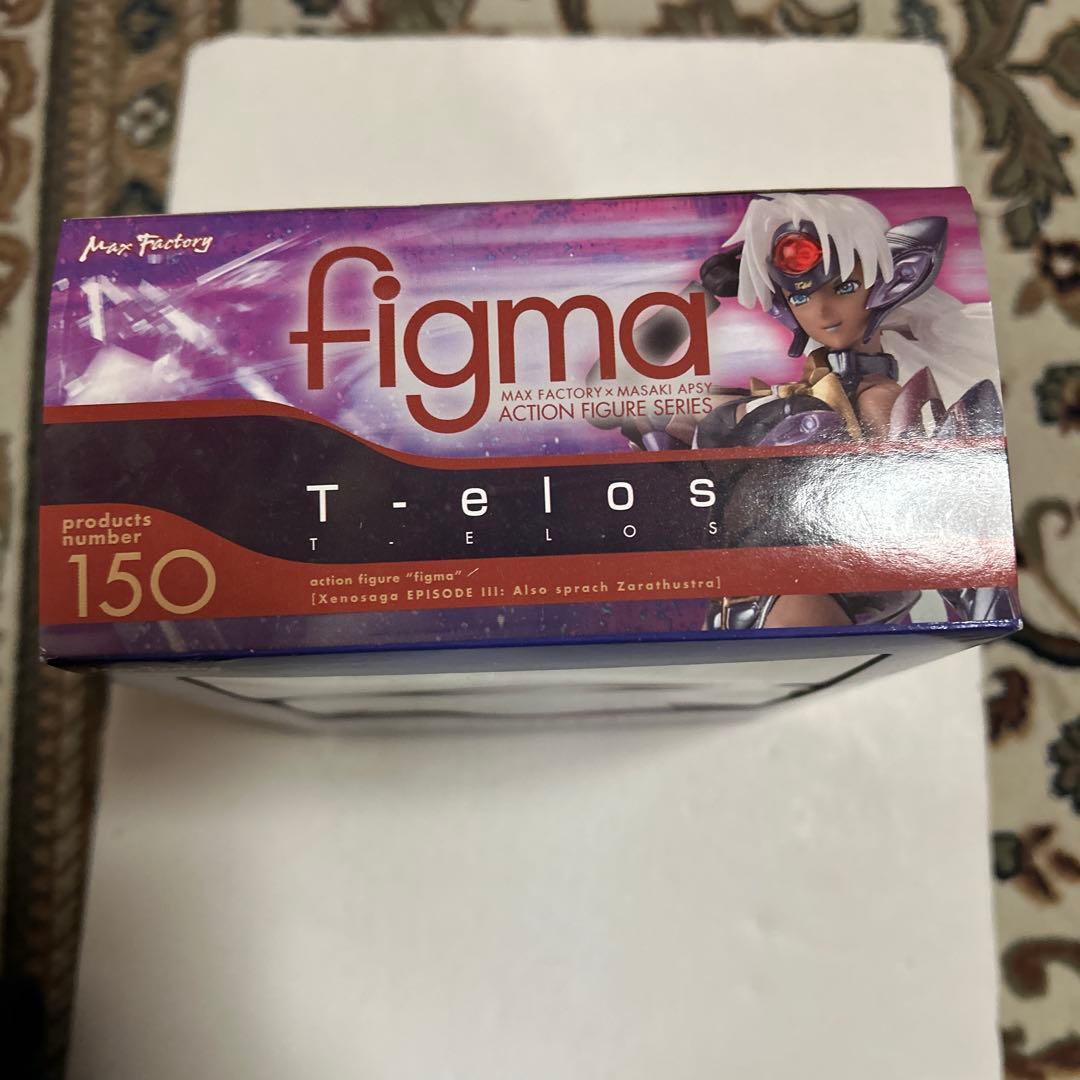 Max Factory
figma
MAX FACTORY × MASAKI APSY
ACTION FIGURE SERIES
T-elos
T-ELOS
products
number
150
action figure "figma" /
[Xenosaga EPISODE III: Also sprach Zarathustra]